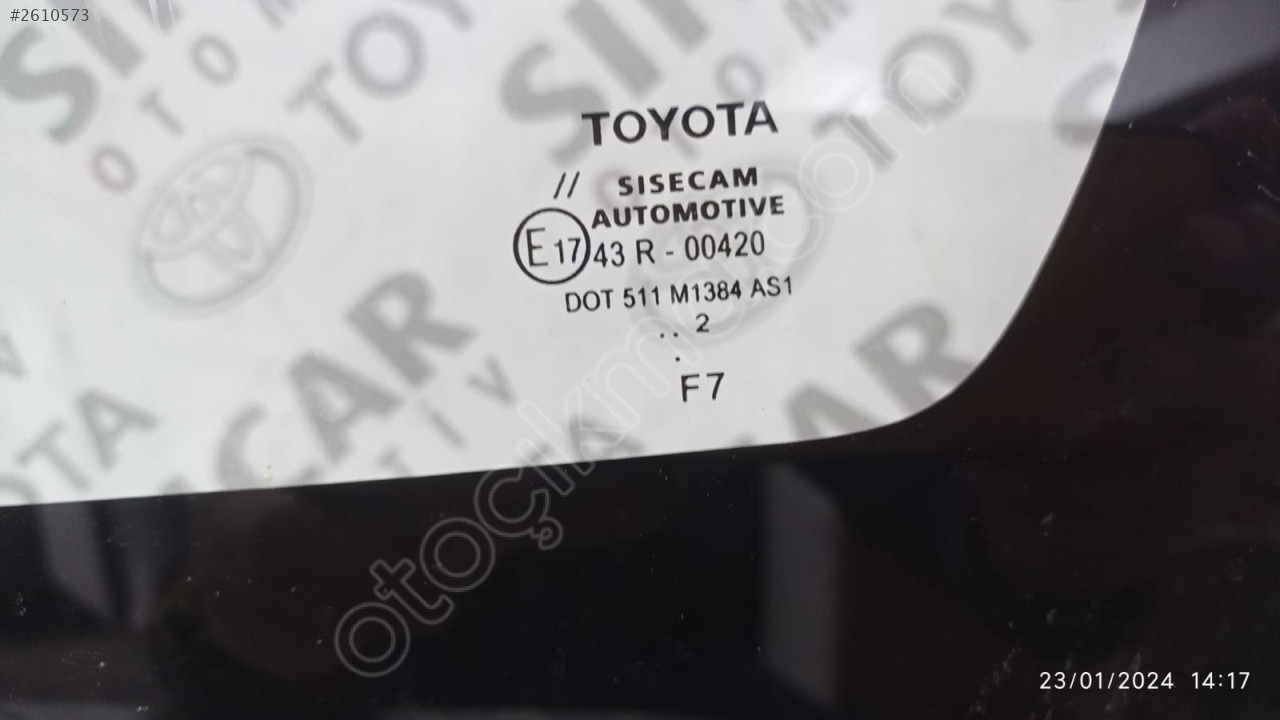 #2610573
TOYOTA
// SISECAM
AUTOMOTIVE
E17 43 R - 00420
DOT 511 M1384 AS1
.. 2
.
F7
otoçıkma.com
23/01/2024 14:17